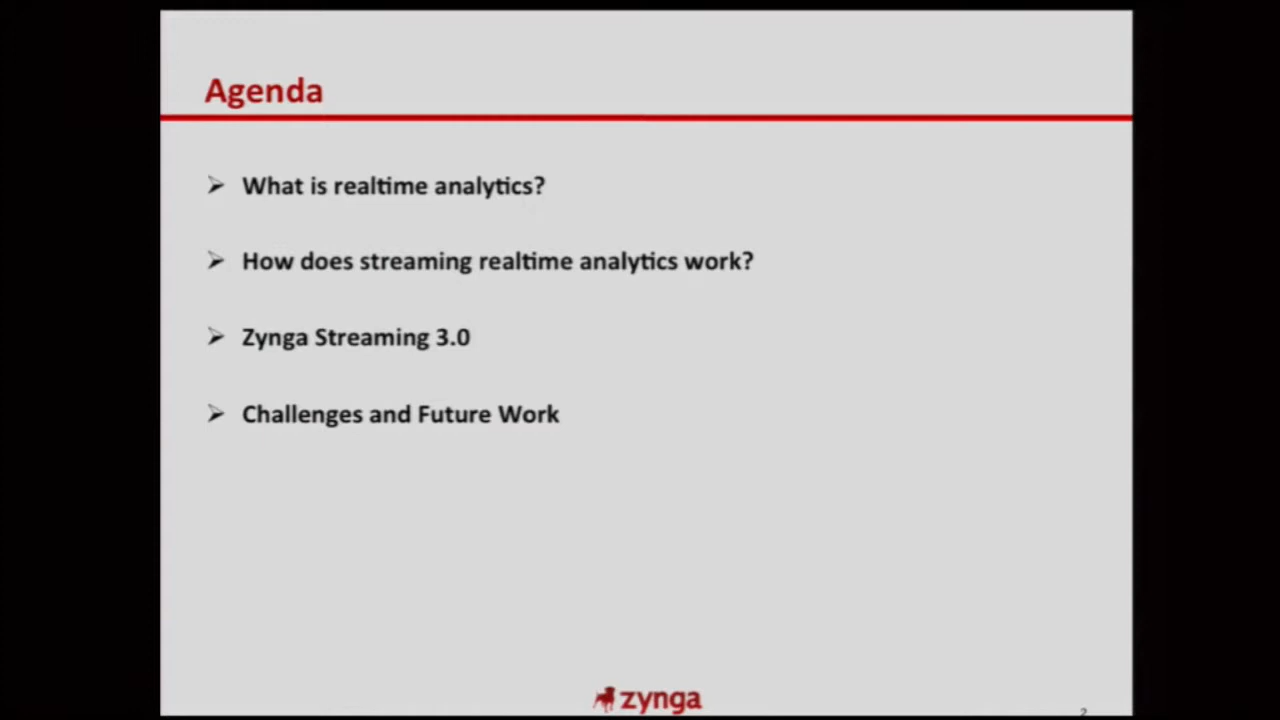 Agenda
What is realtime analytics?
How does streaming realtime analytics work?
Zynga Streaming 3.0
Challenges and Future Work
zynga
2